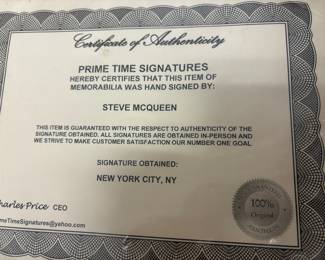 Certificate of Authenticity
PRIME TIME SIGNATURES
HEREBY CERTIFIES THAT THIS ITEM OF
MEMORABILIA WAS HAND SIGNED BY:
STEVE MCQUEEN
THIS ITEM IS GUARANTEED WITH THE RESPECT TO AUTHENTICITY OF THE
SIGNATURE OBTAINED. ALL SIGNATURES ARE OBTAINED IN-PERSON AND
WE STRIVE TO MAKE CUSTOMER SATISFACTION OUR NUMBER ONE GOAL
SIGNATURE OBTAINED:
NEW YORK CITY, NY
harles Price CEO
meTimeSignatures@yahoo.com
100%
Original